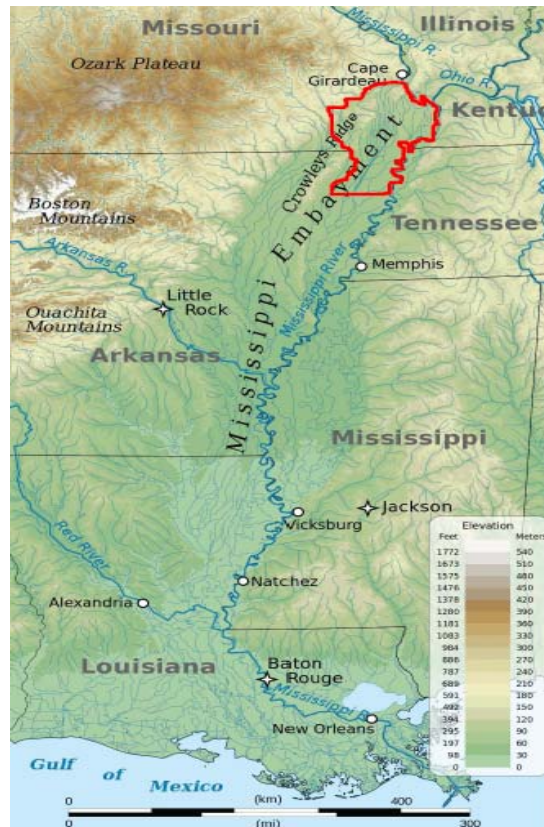 Missouri
Illinois
Mississippi R.
Ozark Plateau
Cape
Girardeau
Ohio R.
Kentuc
Crowleys Ridge
Mississippi Embayment
Boston
Mountains
Tennessee
Arkansas R.
Memphis
Mississippi River
Little
Rock
Ouachita
Mountains
Arkansas
Mississippi
Vicksburg
Jackson
Red River
Natchez
Alexandria
Louisiana
Baton
Rouge
Mississippi R.
New Orleans
Gulf of Mexico
Elevation
Feet Meters
1772 540
1673 510
1575 480
1476 450
1378 420
1280 390
1181 360
1083 330
984 300
886 270
787 240
689 210
591 180
492 150
394 120
295 90
197 60
98 30
0 0
0 (km) 400
0 (mi) 300